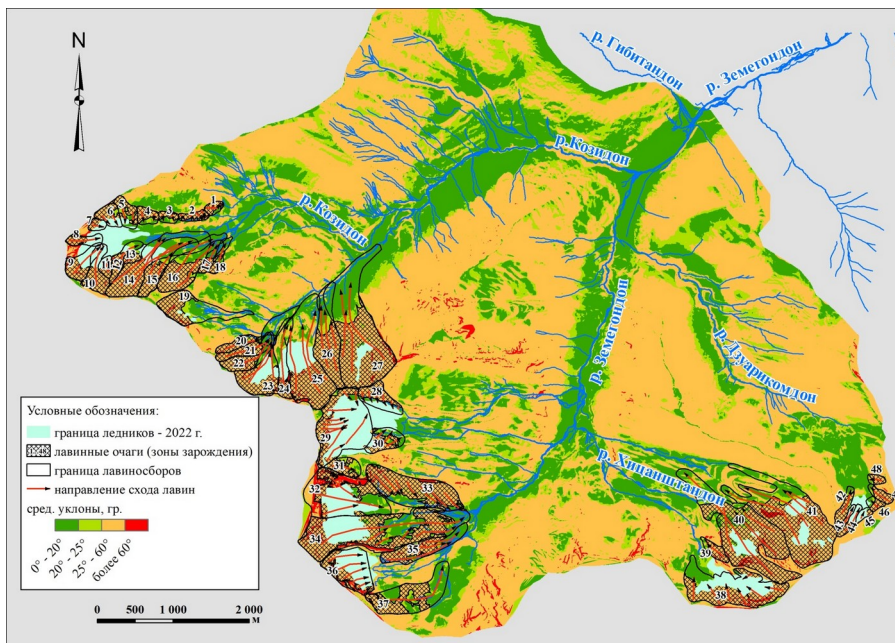 N
р. Гибитандон
р. Земегондон
р.Козидон
р. Козидон
1
2
3
4
5
6
7
8
9
10
11
12
13
14
15
16
17
18
19
20
21
22
23
24
25
26
27
28
29
30
31
32
33
34
35
36
37
р. Земегондон
р. Дзуарикомдон
р. Хицанштандон
38
39
40
41
42
43
44
45
46
48
Условные обозначения:
граница ледников - 2022 г.
лавинные очаги (зоны зарождения)
граница лавиносборов
направление схода лавин
сред. уклоны, гр.
0° - 20°
20° - 25°
25° - 60°
более 60°
0 500 1 000 2 000
м